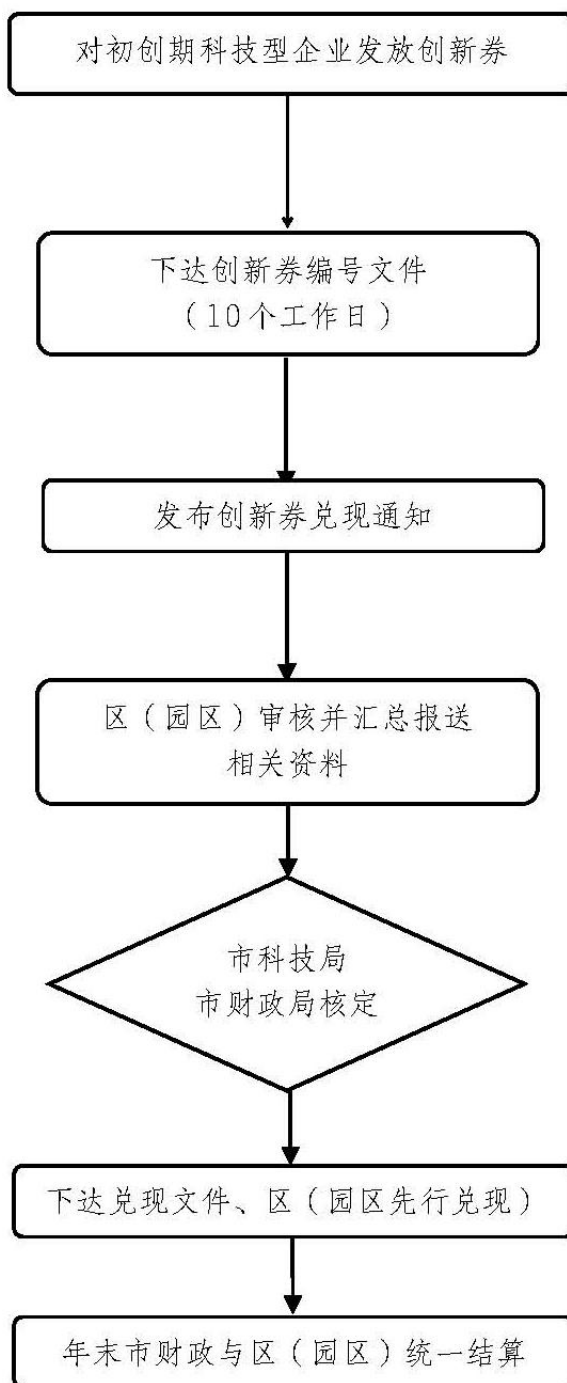 对初创期科技型企业发放创新券
下达创新券编号文件
（10个工作日）
发布创新券兑现通知
区（园区）审核并汇总报送
相关资料
市科技局
市财政局核定
下达兑现文件、区（园区先行兑现）
年末市财政与区（园区）统一结算